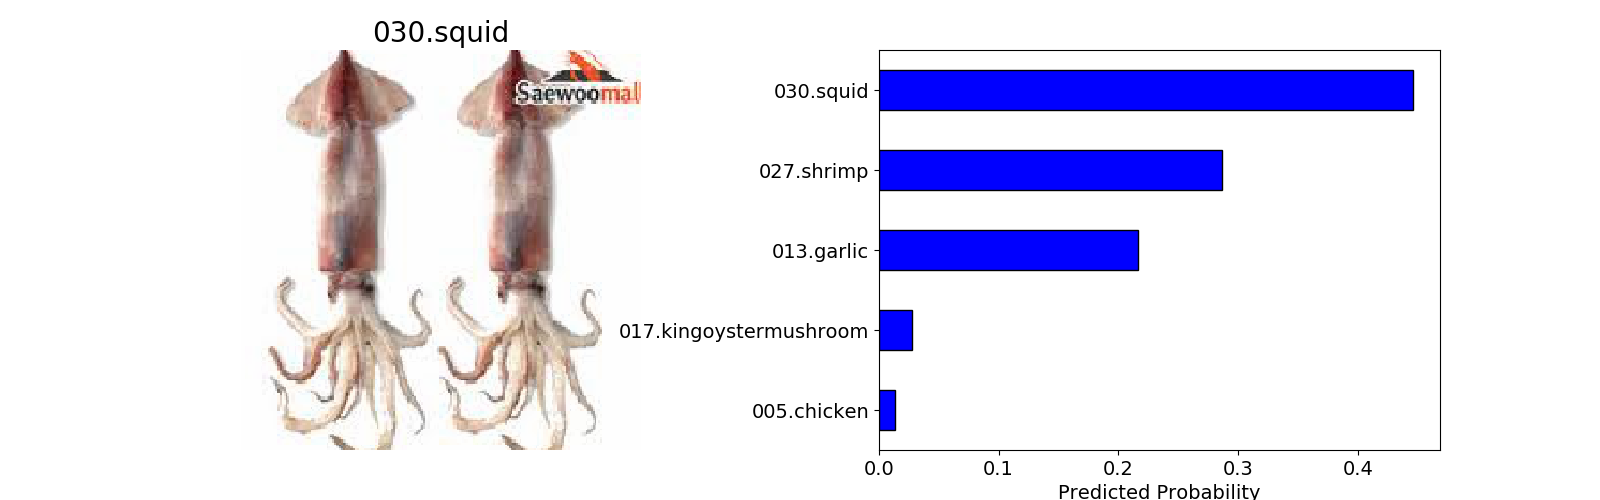 030.squid
Saewoomall
030.squid
027.shrimp
013.garlic
017.kingoystermushroom
005.chicken
0.0 0.1 0.2 0.3 0.4
Predicted Probability